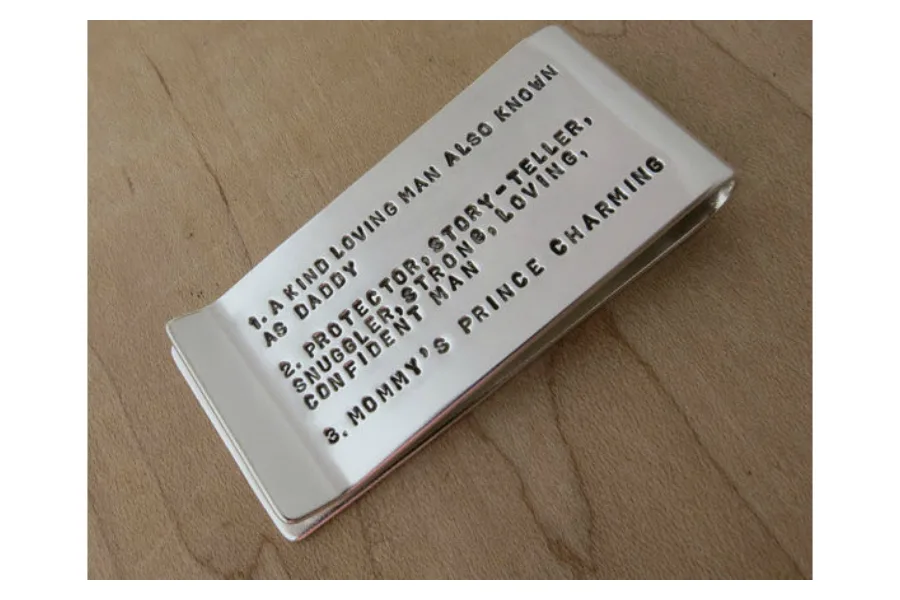 1. A KIND LOVING MAN ALSO KNOWN
AS DADDY
2. PROTECTOR, STORY-TELLER,
SNUGGLER, STRONG, LOVING,
CONFIDENT MAN
3. MOMMY'S PRINCE CHARMING